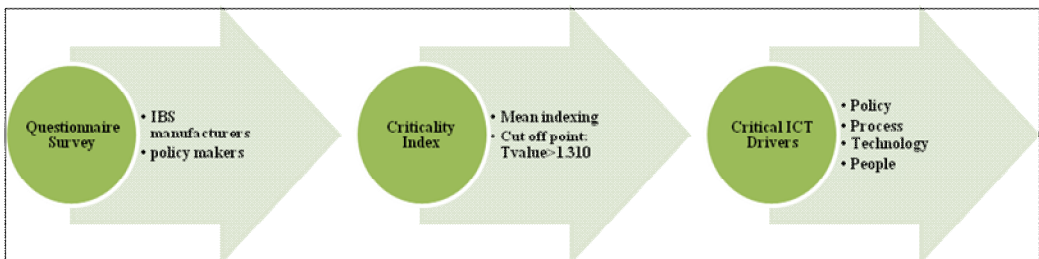 Questionnaire
Survey
• IBS
manufacturers
• policy makers
Criticality
Index
• Mean indexing
• Cut off point:
Tvalue>1.310
Critical ICT
Drivers
• Policy
• Process
• Technology
• People